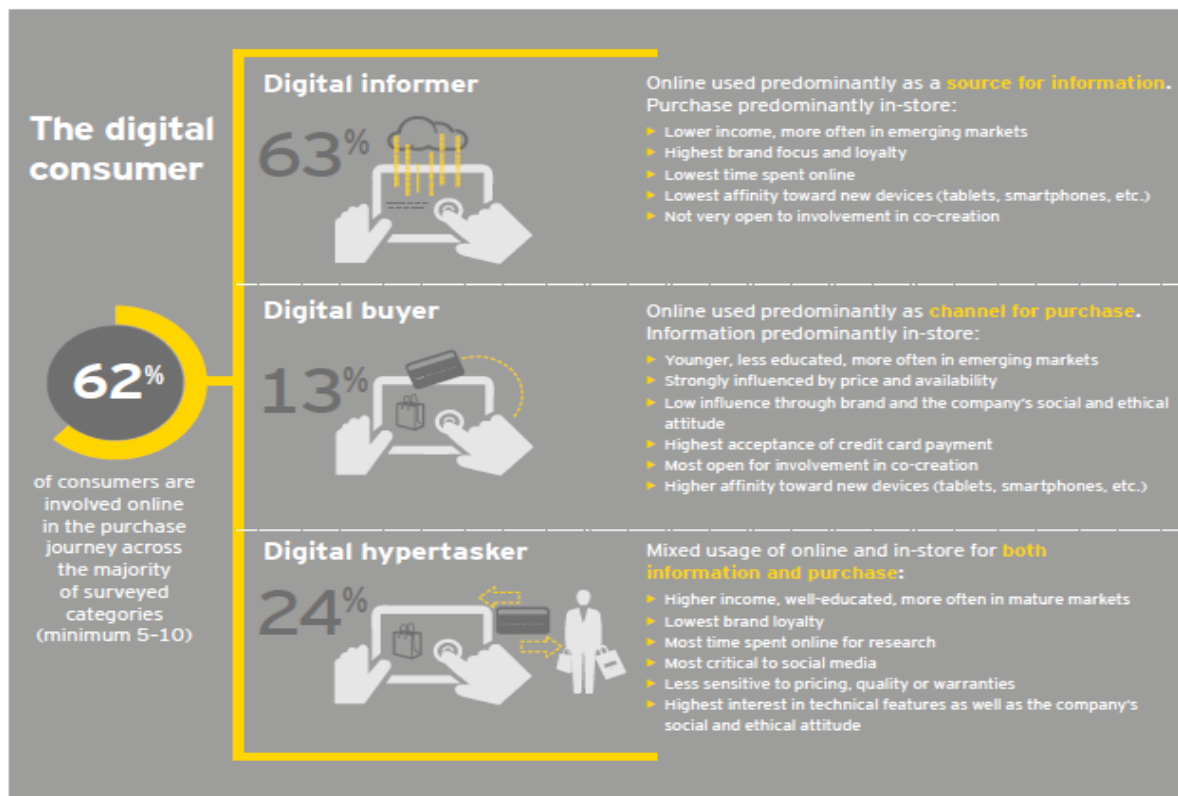 The digital
consumer
62%
of consumers are
involved online
in the purchase
journey across
the majority
of surveyed
categories
(minimum 5-10)
Digital informer
63%
Online used predominantly as a source for information.
Purchase predominantly in-store:
► Lower income, more often in emerging markets
► Highest brand focus and loyalty
► Lowest time spent online
► Lowest affinity toward new devices (tablets, smartphones, etc.)
► Not very open to involvement in co-creation
Digital buyer
13%
Online used predominantly as channel for purchase.
Information predominantly in-store:
► Younger, less educated, more often in emerging markets
► Strongly influenced by price and availability
► Low influence through brand and the company's social and ethical
attitude
► Highest acceptance of credit card payment
► Most open for involvement in co-creation
► Higher affinity toward new devices (tablets, smartphones, etc.)
Digital hypertasker
24%
Mixed usage of online and in-store for both
information and purchase:
► Higher income, well-educated, more often in mature markets
► Lowest brand loyalty
► Most time spent online for research
► Most critical to social media
► Less sensitive to pricing, quality or warranties
► Highest interest in technical features as well as the company's
social and ethical attitude